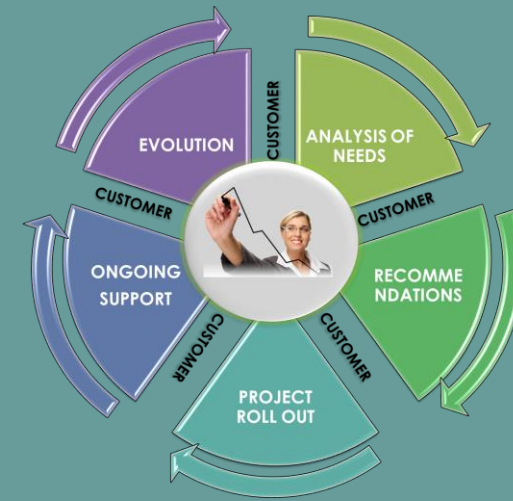 EVOLUTION
CUSTOMER
ANALYSIS OF
NEEDS
CUSTOMER
RECOMME
NDATIONS
CUSTOMER
PROJECT
ROLL OUT
CUSTOMER
ONGOING
SUPPORT
CUSTOMER